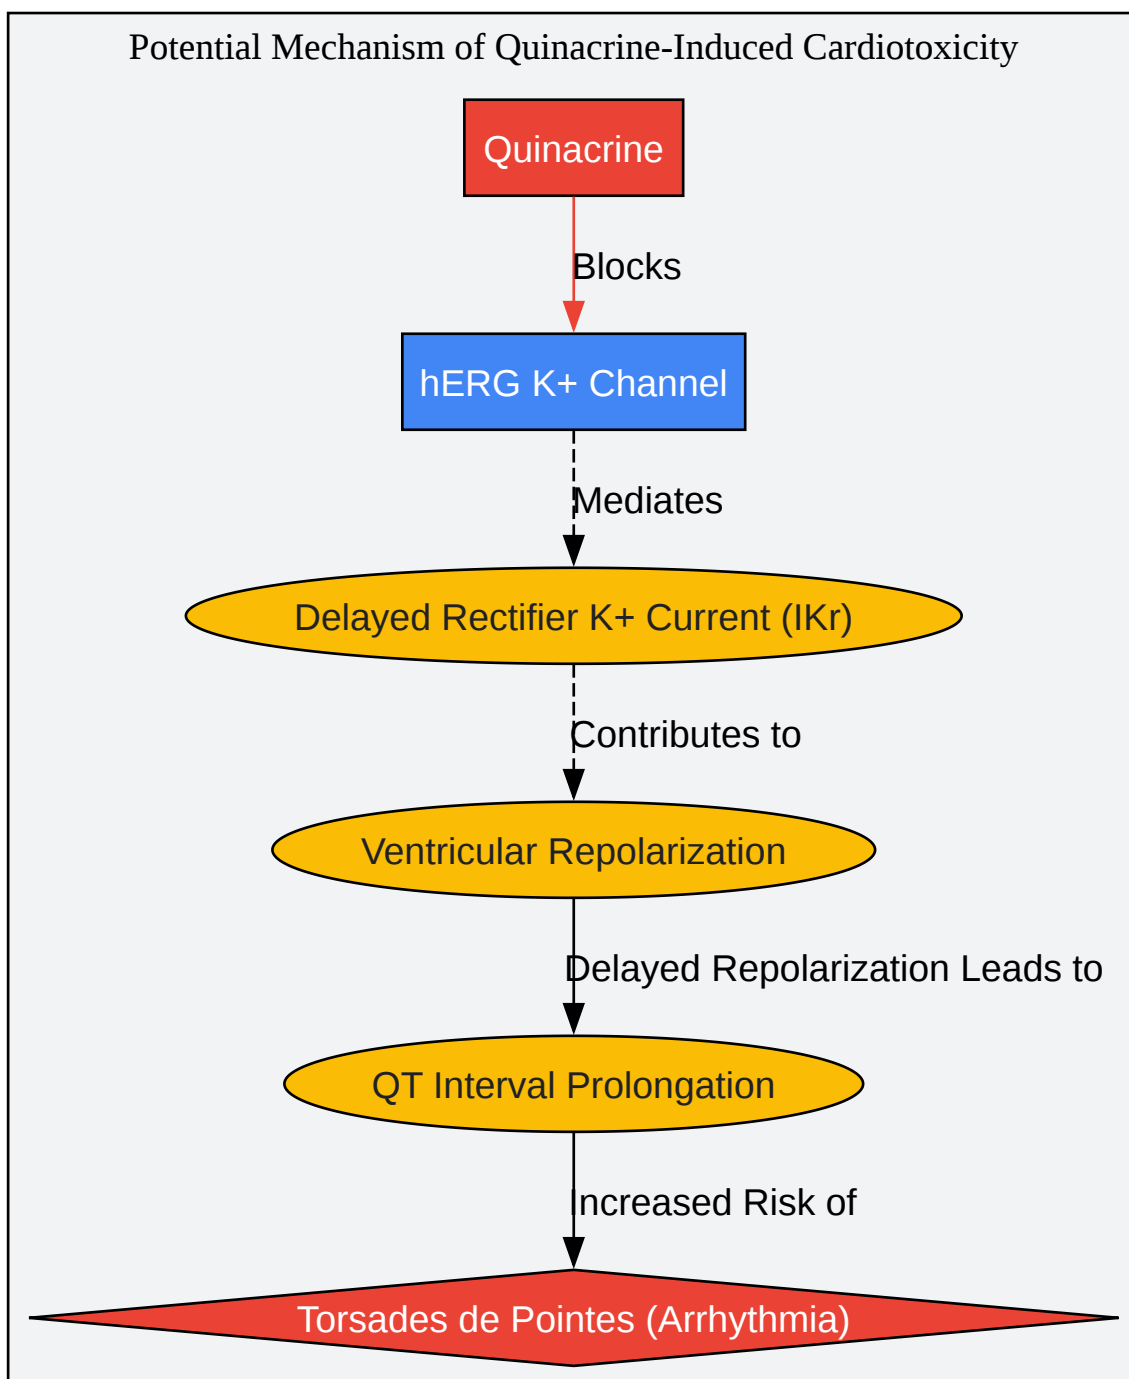 Potential Mechanism of Quinacrine-Induced Cardiotoxicity
Quinacrine
Blocks
hERG K+ Channel
Mediates
Delayed Rectifier K+ Current (IKr)
Contributes to
Ventricular Repolarization
Delayed Repolarization Leads to
QT Interval Prolongation
Increased Risk of
Torsades de Pointes (Arrhythmia)